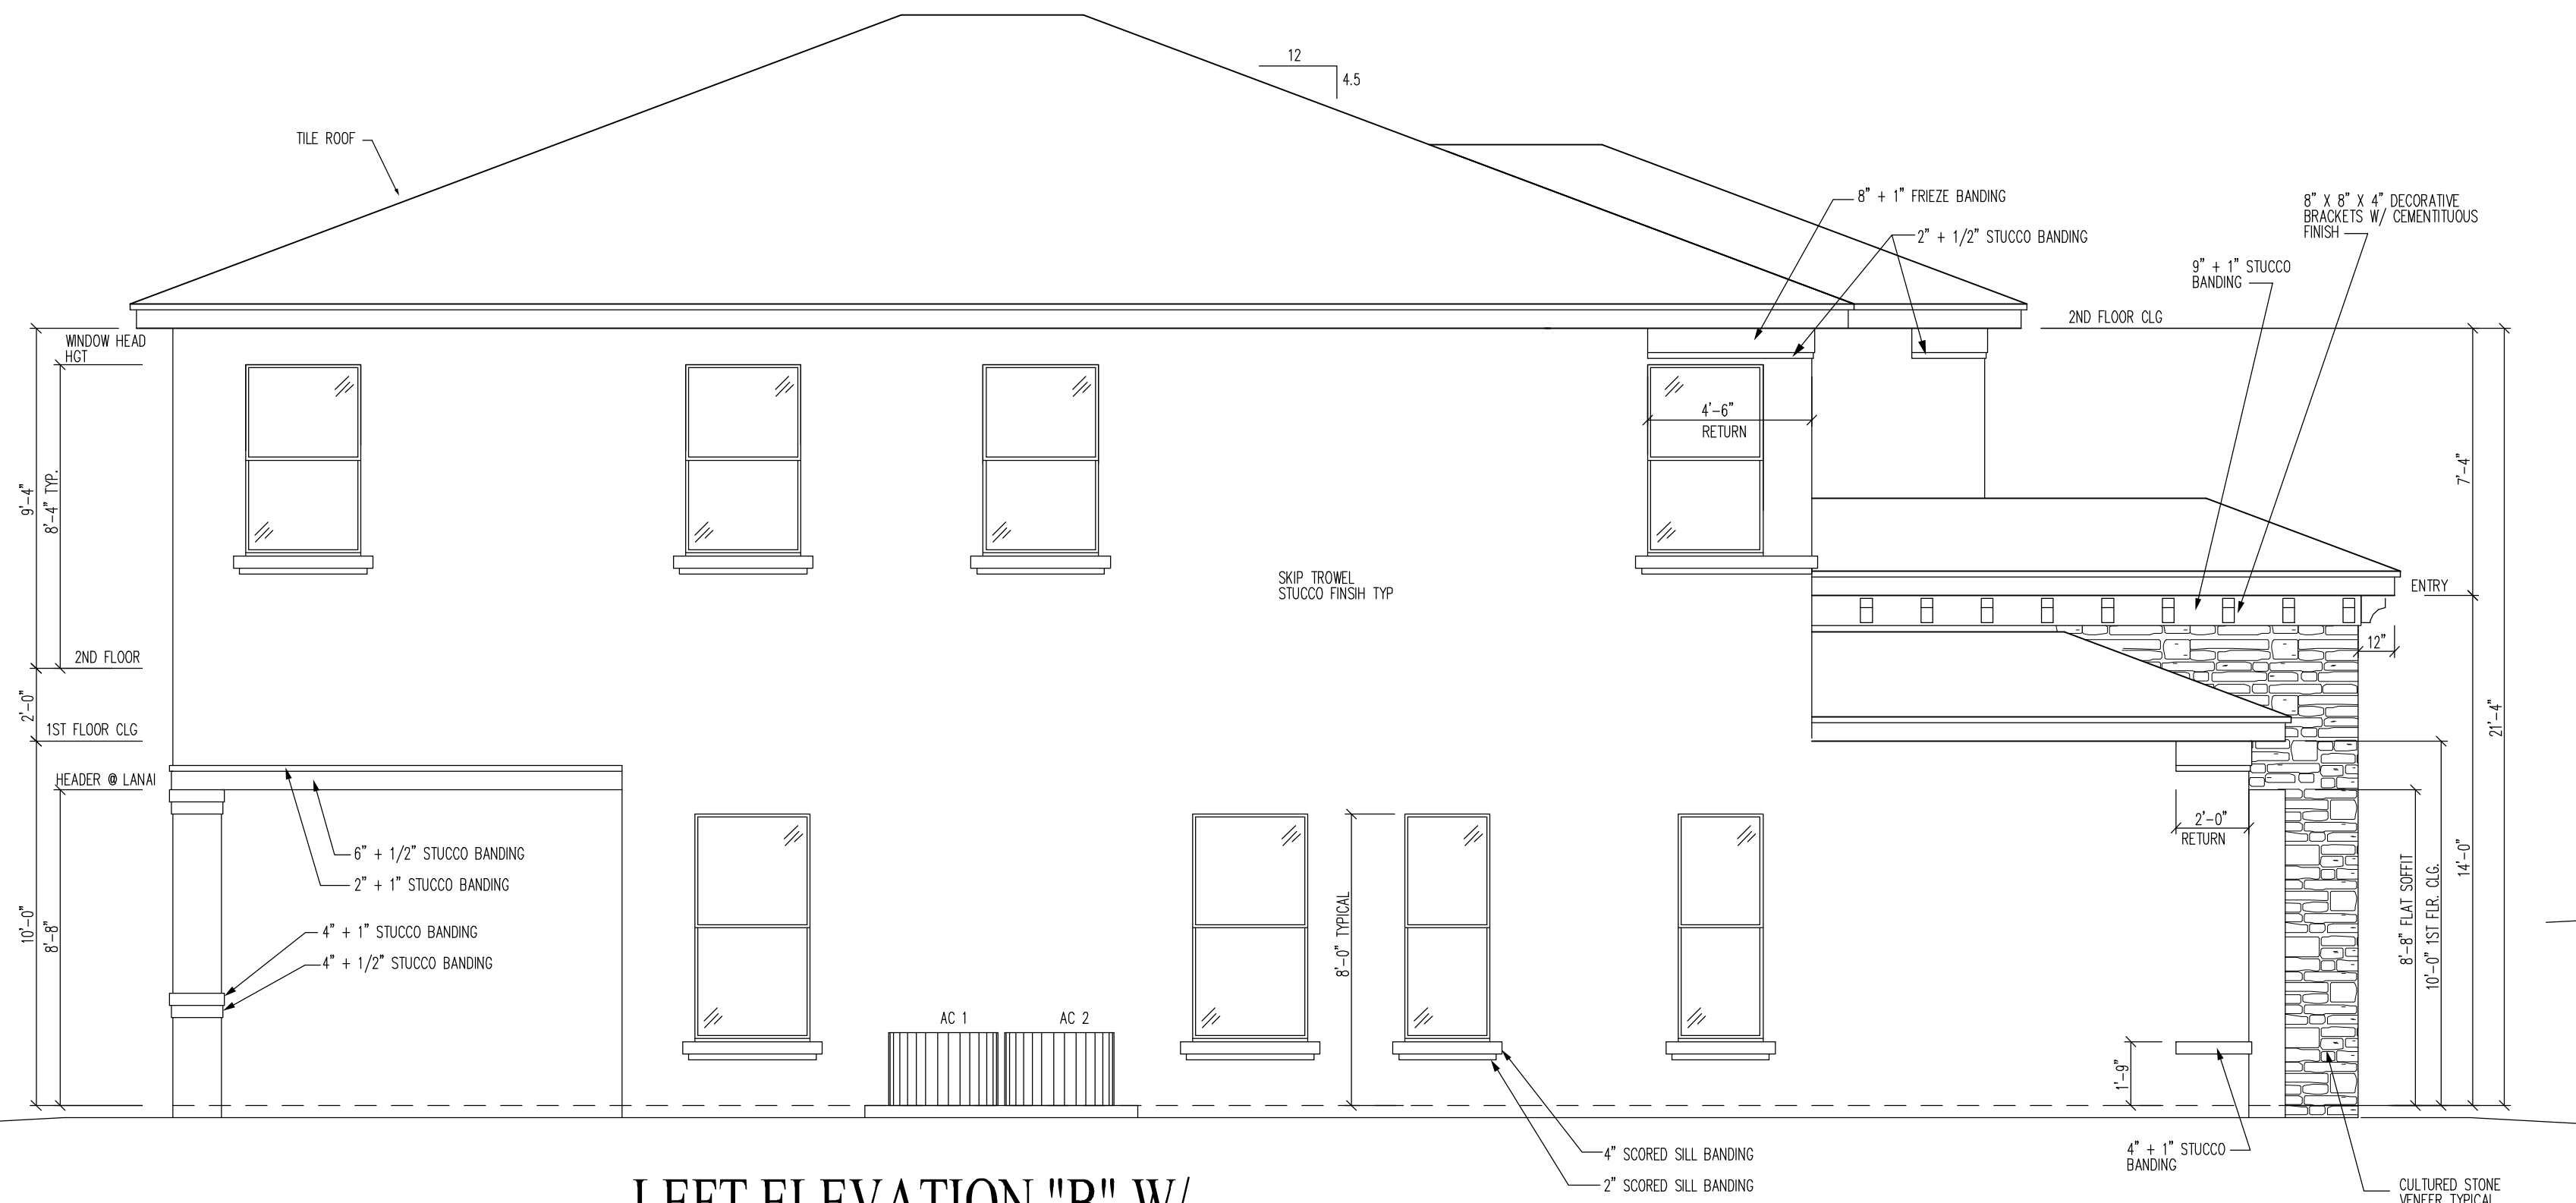 12
4.5
TILE ROOF
8" + 1" FRIEZE BANDING
2" + 1/2" STUCCO BANDING
8" X 8" X 4" DECORATIVE
BRACKETS W/ CEMENTITUOUS
FINISH
9" + 1" STUCCO
BANDING
2ND FLOOR CLG
WINDOW HEAD
HGT
4'-6"
RETURN
9'-4"
8'-4" TYP.
7'-4"
SKIP TROWEL
STUCCO FINSIH TYP
ENTRY
12"
2ND FLOOR
2'-0"
1ST FLOOR CLG
21'-4"
HEADER @ LANAI
6" + 1/2" STUCCO BANDING
2" + 1" STUCCO BANDING
2'-0"
RETURN
10'-0"
8'-8"
4" + 1" STUCCO BANDING
4" + 1/2" STUCCO BANDING
8'-0" TYPICAL
8'-8" FLAT SOFFIT
10'-0" 1ST FLR. CLG.
14'-0"
AC 1
AC 2
1'-9"
4" SCORED SILL BANDING
2" SCORED SILL BANDING
4" + 1" STUCCO
BANDING
CULTURED STONE
VENEER TYPICAL
LEFT ELEVATION "B" W/